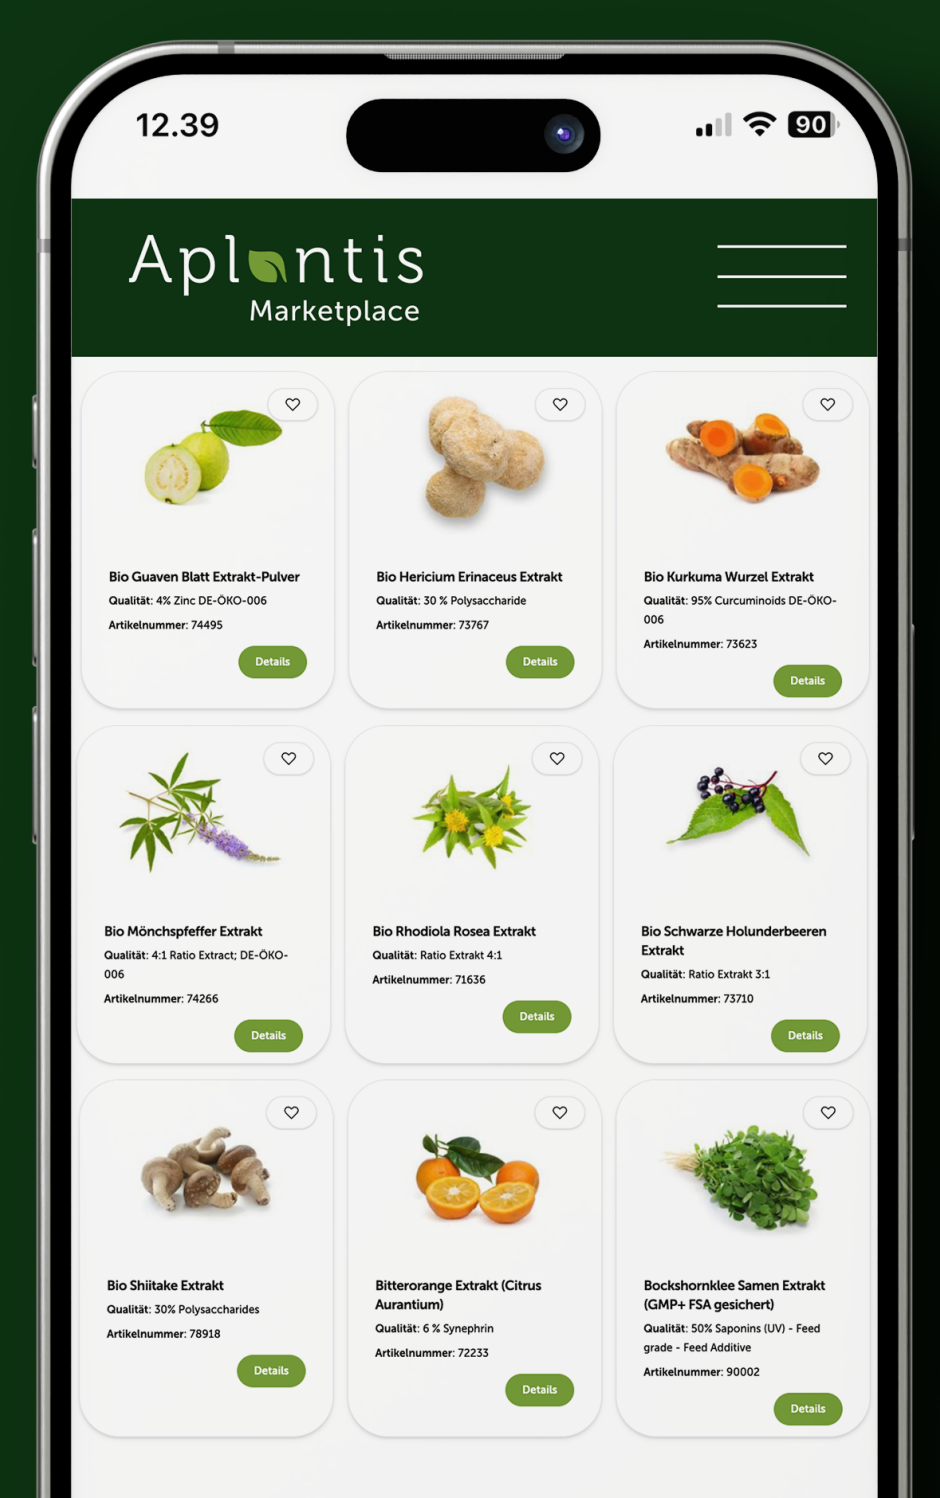 12.39
90
Aplantis
Marketplace
Bio Guaven Blatt Extrakt-Pulver
Qualität: 4% Zinc DE-ÖKO-006
Artikelnummer: 74495
Details
Bio Hericium Erinaceus Extrakt
Qualität: 30 % Polysaccharide
Artikelnummer: 73767
Details
Bio Kurkuma Wurzel Extrakt
Qualität: 95% Curcuminoids DE-ÖKO-
006
Artikelnummer: 73623
Details
Bio Mönchspfeffer Extrakt
Qualität: 4:1 Ratio Extract; DE-ÖKO-
006
Artikelnummer: 74266
Details
Bio Rhodiola Rosea Extrakt
Qualität: Ratio Extrakt 4:1
Artikelnummer: 71636
Details
Bio Schwarze Holunderbeeren
Extrakt
Qualität: Ratio Extrakt 3:1
Artikelnummer: 73710
Details
Bio Shiitake Extrakt
Qualität: 30% Polysaccharides
Artikelnummer: 78918
Details
Bitterorange Extrakt (Citrus
Aurantium)
Qualität: 6 % Synephrin
Artikelnummer: 72233
Details
Bockshornklee Samen Extrakt
(GMP+ FSA gesichert)
Qualität: 50% Saponins (UV) - Feed
grade - Feed Additive
Artikelnummer: 90002
Details